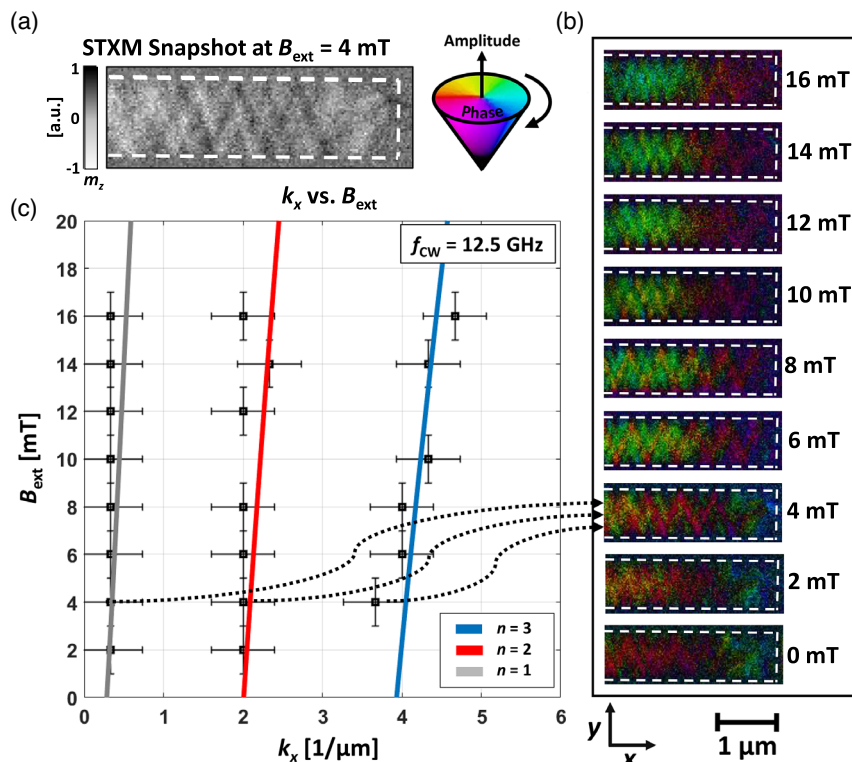 (a)
STXM Snapshot at B_ext = 4 mT
1
0
-1
[a.u.]
m_z
Amplitude
Phase
(b)
16 mT
14 mT
12 mT
10 mT
8 mT
6 mT
4 mT
2 mT
0 mT
y
x
1 μm
(c)
k_x vs. B_ext
f_CW = 12.5 GHz
20
18
16
14
12
10
8
6
4
2
0
B_ext [mT]
n = 3
n = 2
n = 1
0 1 2 3 4 5 6
k_x [1/μm]